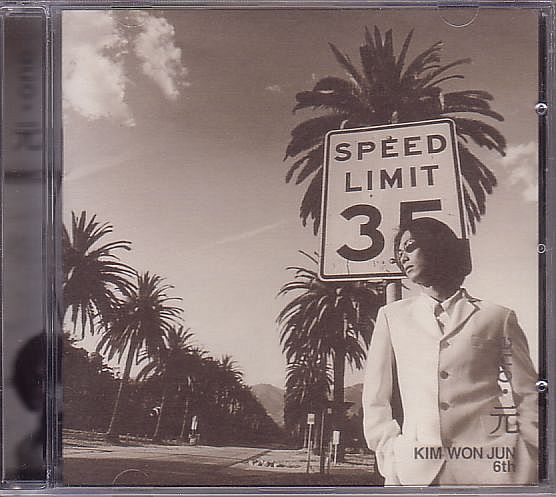 SPEED
LIMIT
35
元
KIM WON JUN
6th